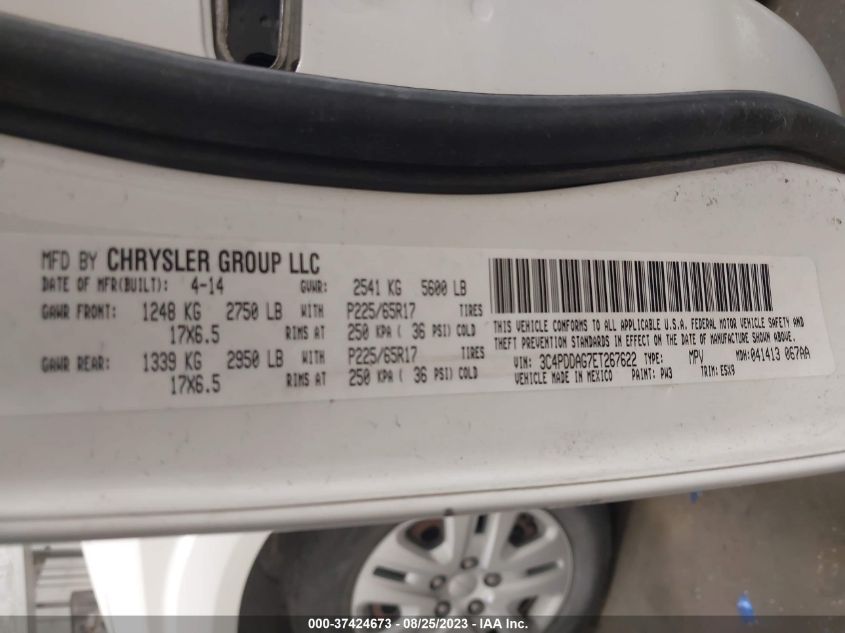 MFD BY CHRYSLER GROUP LLC
DATE OF MFR(BUILT): 4-14 GVWR: 2541 KG 5600 LB
GAWR FRONT: 1248 KG 2750 LB WITH P225/65R17 TIRES
17X6.5 RIMS AT 250 KPA ( 36 PSI) COLD
GAWR REAR: 1339 KG 2950 LB WITH P225/65R17 TIRES
17X6.5 RIMS AT 250 KPA ( 36 PSI) COLD
THIS VEHICLE CONFORMS TO ALL APPLICABLE U.S.A. FEDERAL MOTOR VEHICLE SAFETY AND
THEFT PREVENTION STANDARDS IN EFFECT ON THE DATE OF MANUFACTURE SHOWN ABOVE.
VIN: 3C4PDDAG7ET267622 TYPE: MPV MDH: 041413 067AA
VEHICLE MADE IN MEXICO PAINT: PW3 TRIM: E5X9
000-37424673 - 08/25/2023 - IAA Inc.